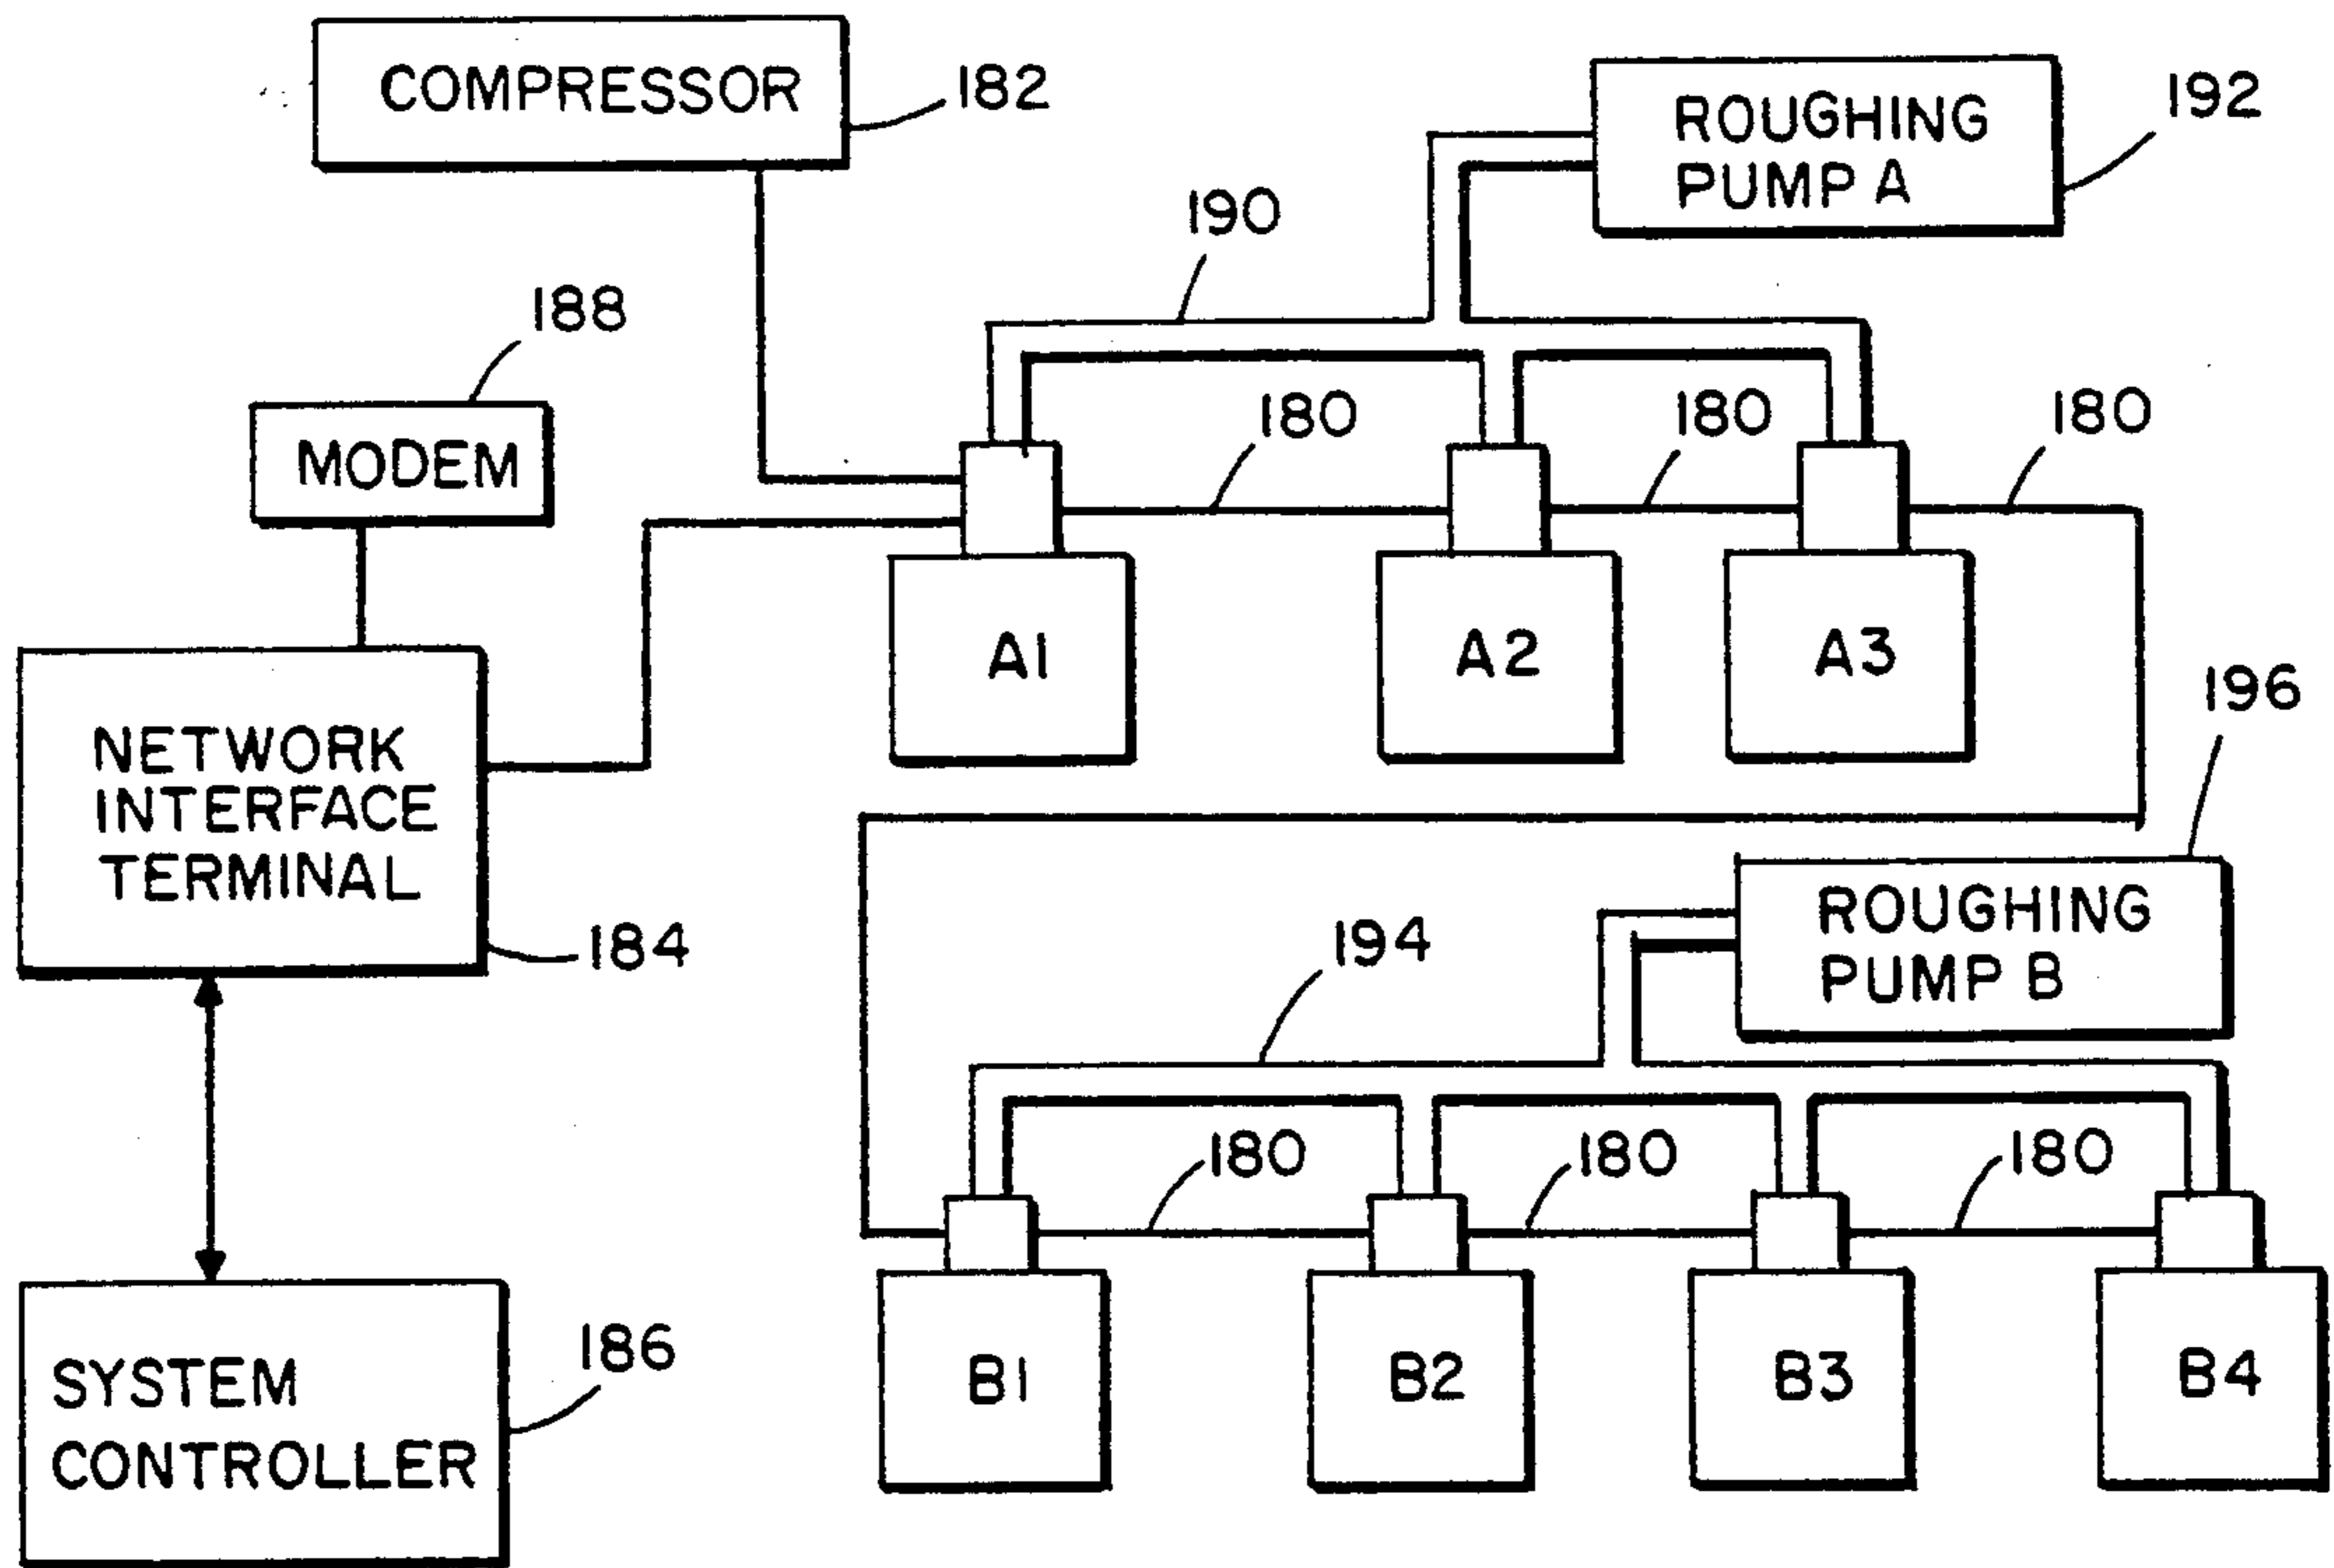 COMPRESSOR
182
ROUGHING
PUMP A
192
190
188
MODEM
180
180
180
A1
A2
A3
NETWORK
INTERFACE
TERMINAL
184
196
ROUGHING
PUMP B
194
180
180
180
SYSTEM
CONTROLLER
186
B1
B2
B3
B4